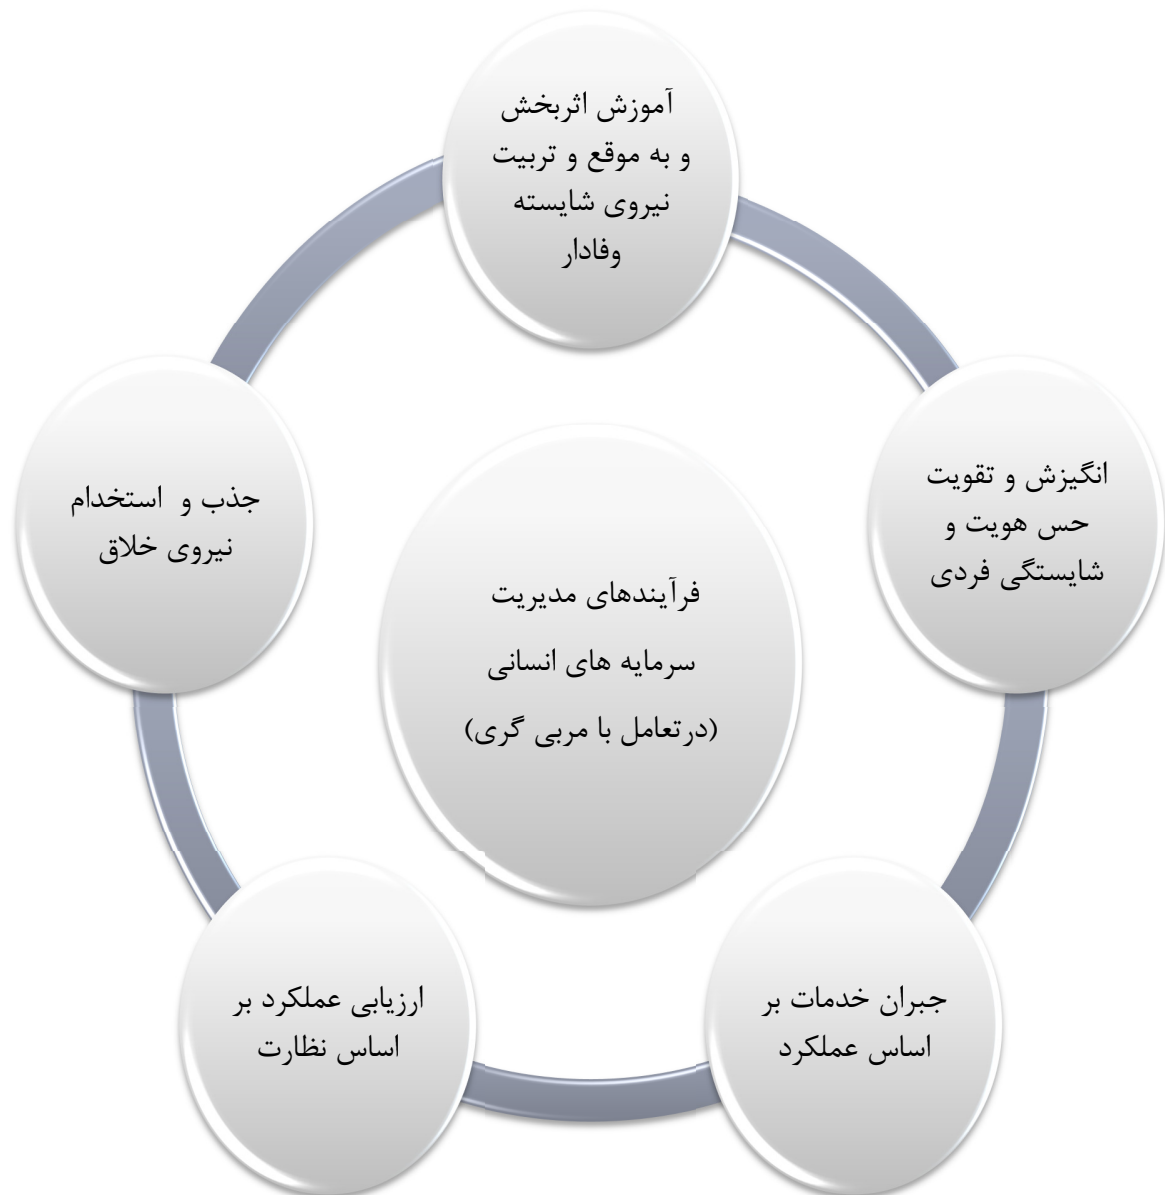 آموزش اثربخش
و به موقع و تربیت
نیروی شایسته
وفادار
انگیزش و تقویت
حس هویت و
شایستگی فردی
جذب و استخدام
نیروی خلاق
فرآیندهای مدیریت
سرمایه های انسانی
(درتعامل با مربی گری)
جبران خدمات بر
اساس عملکرد
ارزیابی عملکرد بر
اساس نظارت